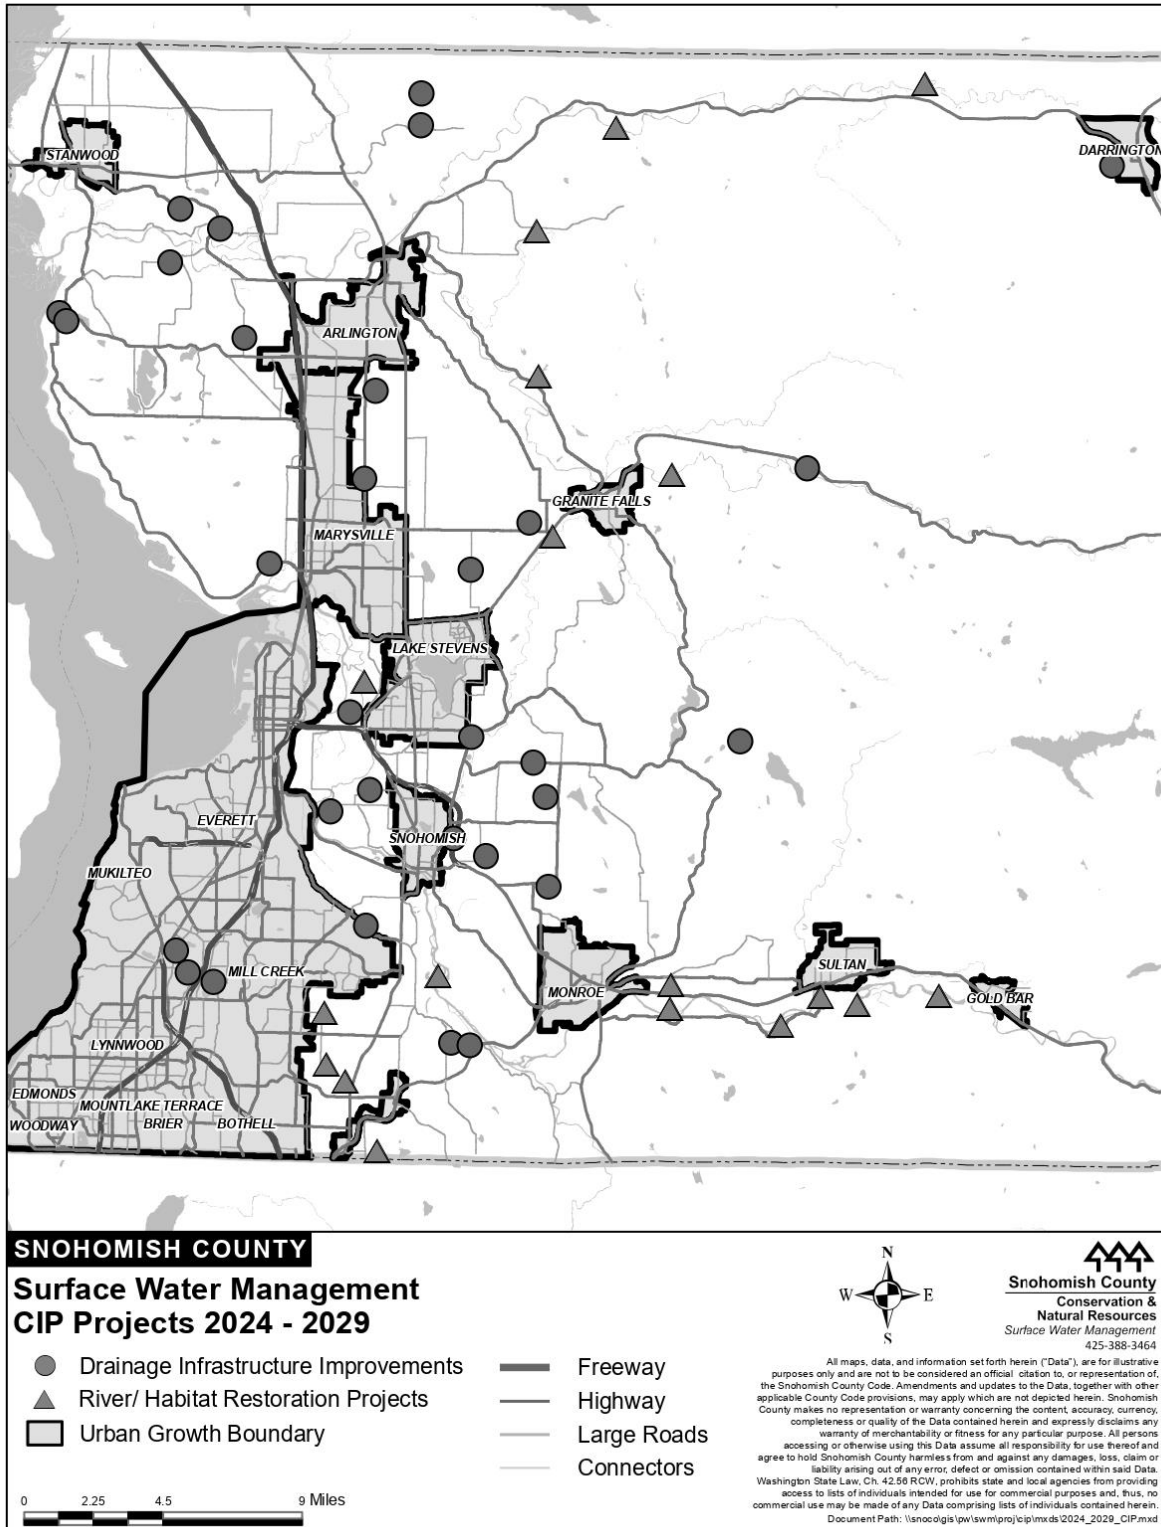 STANWOOD
DARRINGTON
ARLINGTON
GRANITE FALLS
MARYSVILLE
LAKE STEVENS
EVERETT
SNOHOMISH
MUKILTEO
MILL CREEK
SULTAN
MONROE
GOLD BAR
LYNNWOOD
EDMONDS
MOUNTLAKE TERRACE
WOODWAY
BRIER
BOTHELL
SNOHOMISH COUNTY
Surface Water Management
CIP Projects 2024 - 2029
Drainage Infrastructure Improvements
River/ Habitat Restoration Projects
Urban Growth Boundary
0 2.25 4.5 9 Miles
Freeway
Highway
Large Roads
Connectors
N
W E
S
Snohomish County
Conservation &
Natural Resources
Surface Water Management
425-388-3464
All maps, data, and information set forth herein ("Data"), are for illustrative
purposes only and are not to be considered an official citation to, or representation of,
the Snohomish County Code. Amendments and updates to the Data, together with other
applicable County Code provisions, may apply which are not depicted herein. Snohomish
County makes no representation or warranty concerning the content, accuracy, currency,
completeness or quality of the Data contained herein and expressly disclaims any
warranty of merchantability or fitness for any particular purpose. All persons
accessing or otherwise using this Data assume all responsibility for use thereof and
agree to hold Snohomish County harmless from and against any damages, loss, claim or
liability arising out of any error, defect or omission contained within said Data.
Washington State Law, Ch. 42.56 RCW, prohibits state and local agencies from providing
access to lists of individuals intended for use for commercial purposes and, thus, no
commercial use may be made of any Data comprising lists of individuals contained herein.
Document Path: \\snoco\gis\pw\swm\proj\cip\mxds\2024_2029_CIP.mxd